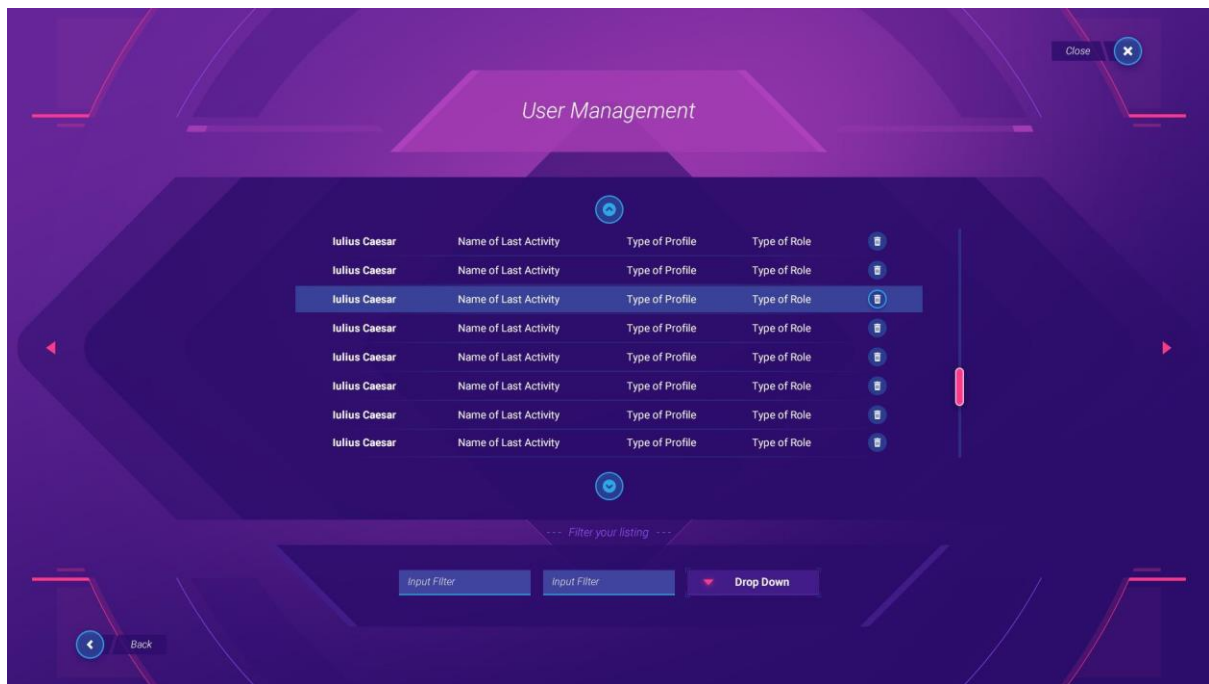 Close
User Management
Iulius Caesar Name of Last Activity Type of Profile Type of Role
Iulius Caesar Name of Last Activity Type of Profile Type of Role
Iulius Caesar Name of Last Activity Type of Profile Type of Role
Iulius Caesar Name of Last Activity Type of Profile Type of Role
Iulius Caesar Name of Last Activity Type of Profile Type of Role
Iulius Caesar Name of Last Activity Type of Profile Type of Role
Iulius Caesar Name of Last Activity Type of Profile Type of Role
Iulius Caesar Name of Last Activity Type of Profile Type of Role
--- Filter your listing ---
Input Filter Input Filter Drop Down
Back